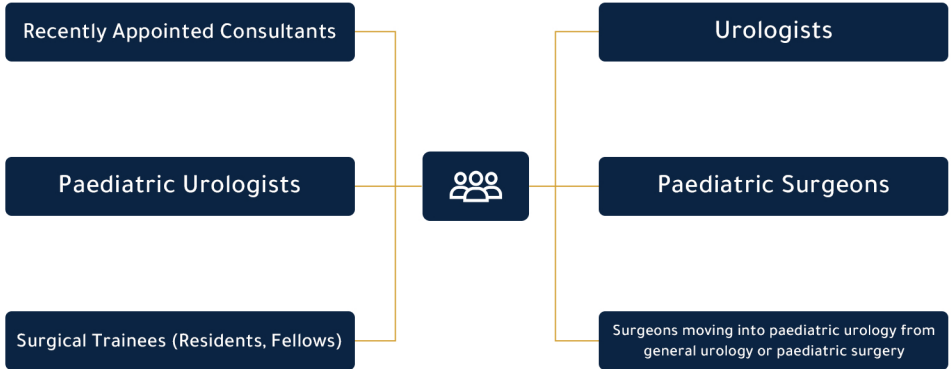 Recently Appointed Consultants
Urologists
Paediatric Urologists
Paediatric Surgeons
Surgical Trainees (Residents, Fellows)
Surgeons moving into paediatric urology from
general urology or paediatric surgery